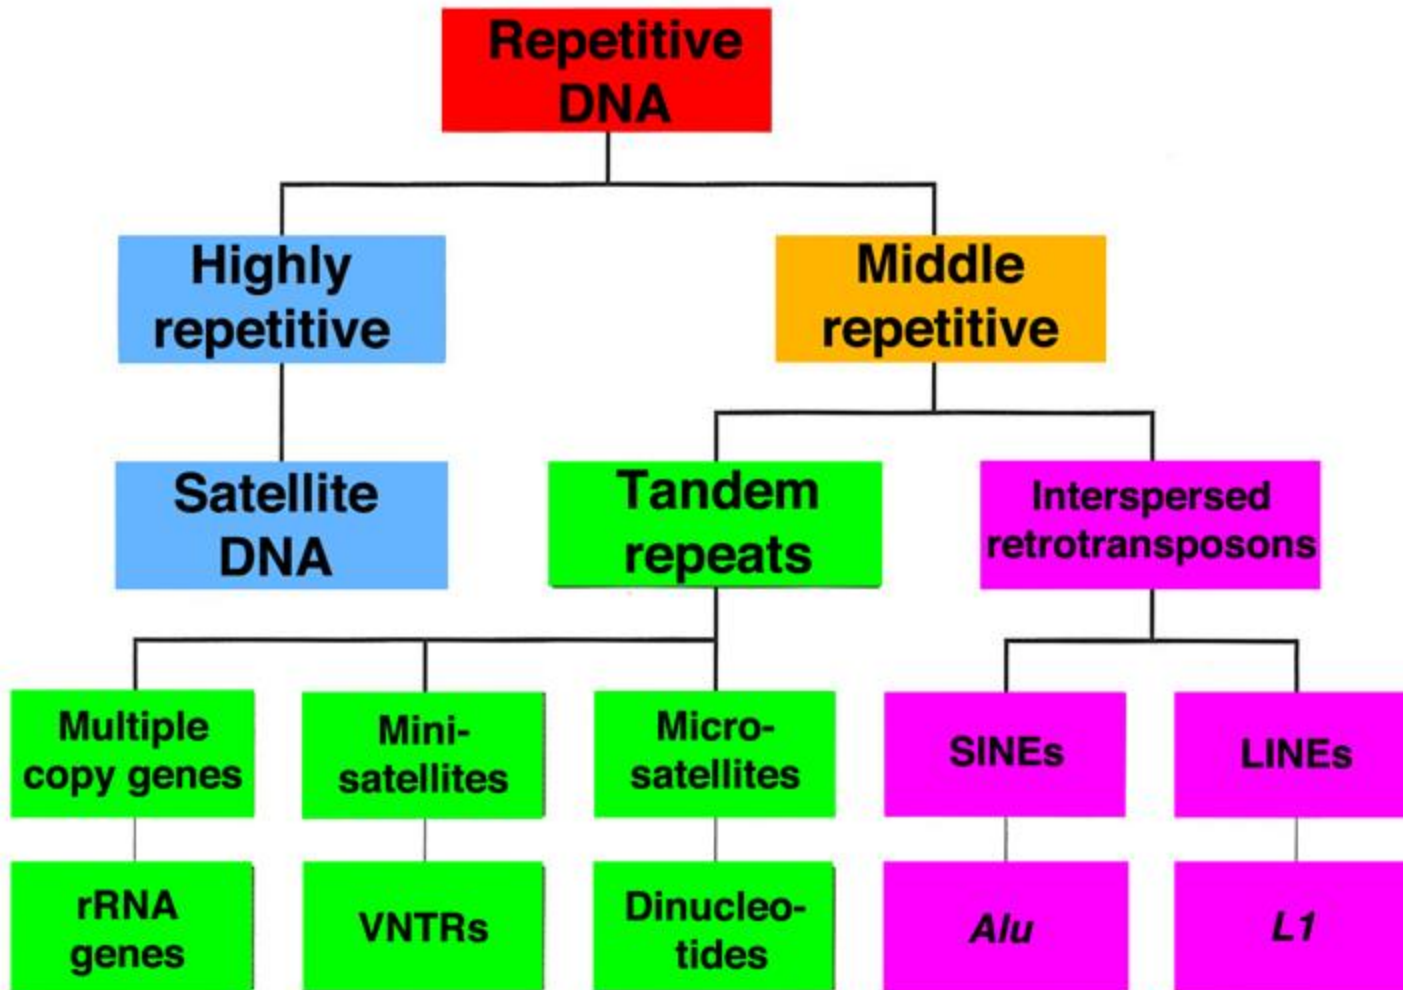 Repetitive
DNA
Highly
repetitive
Middle
repetitive
Satellite
DNA
Tandem
repeats
Interspersed
retrotransposons
Multiple
copy genes
Mini-
satellites
Micro-
satellites
SINEs
LINEs
rRNA
genes
VNTRs
Dinucleo-
tides
Alu
L1